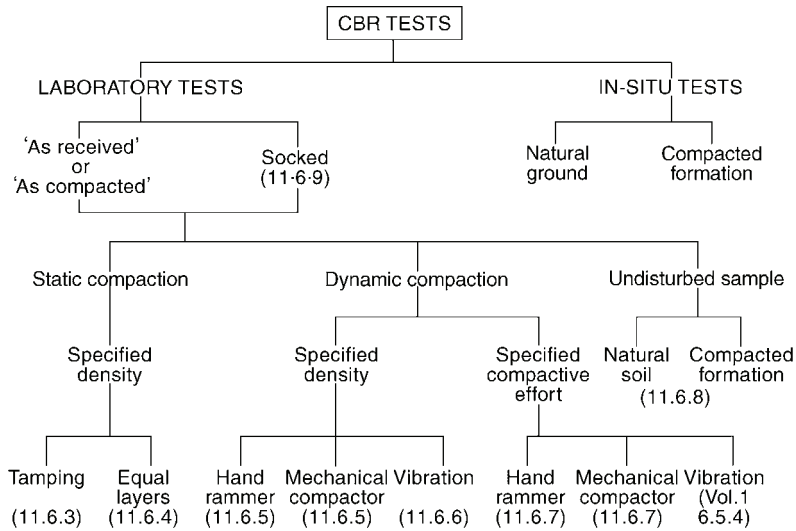 CBR TESTS
LABORATORY TESTS
IN-SITU TESTS
'As received'
or
'As compacted'
Socked
(11·6·9)
Natural
ground
Compacted
formation
Static compaction
Dynamic compaction
Undisturbed sample
Specified
density
Specified
density
Specified
compactive
effort
Natural
soil
Compacted
formation
(11.6.8)
Tamping
(11.6.3)
Equal
layers
(11.6.4)
Hand
rammer
(11.6.5)
Mechanical
compactor
(11.6.5)
Vibration
(11.6.6)
Hand
rammer
(11.6.7)
Mechanical
compactor
(11.6.7)
Vibration
(Vol.1
6.5.4)